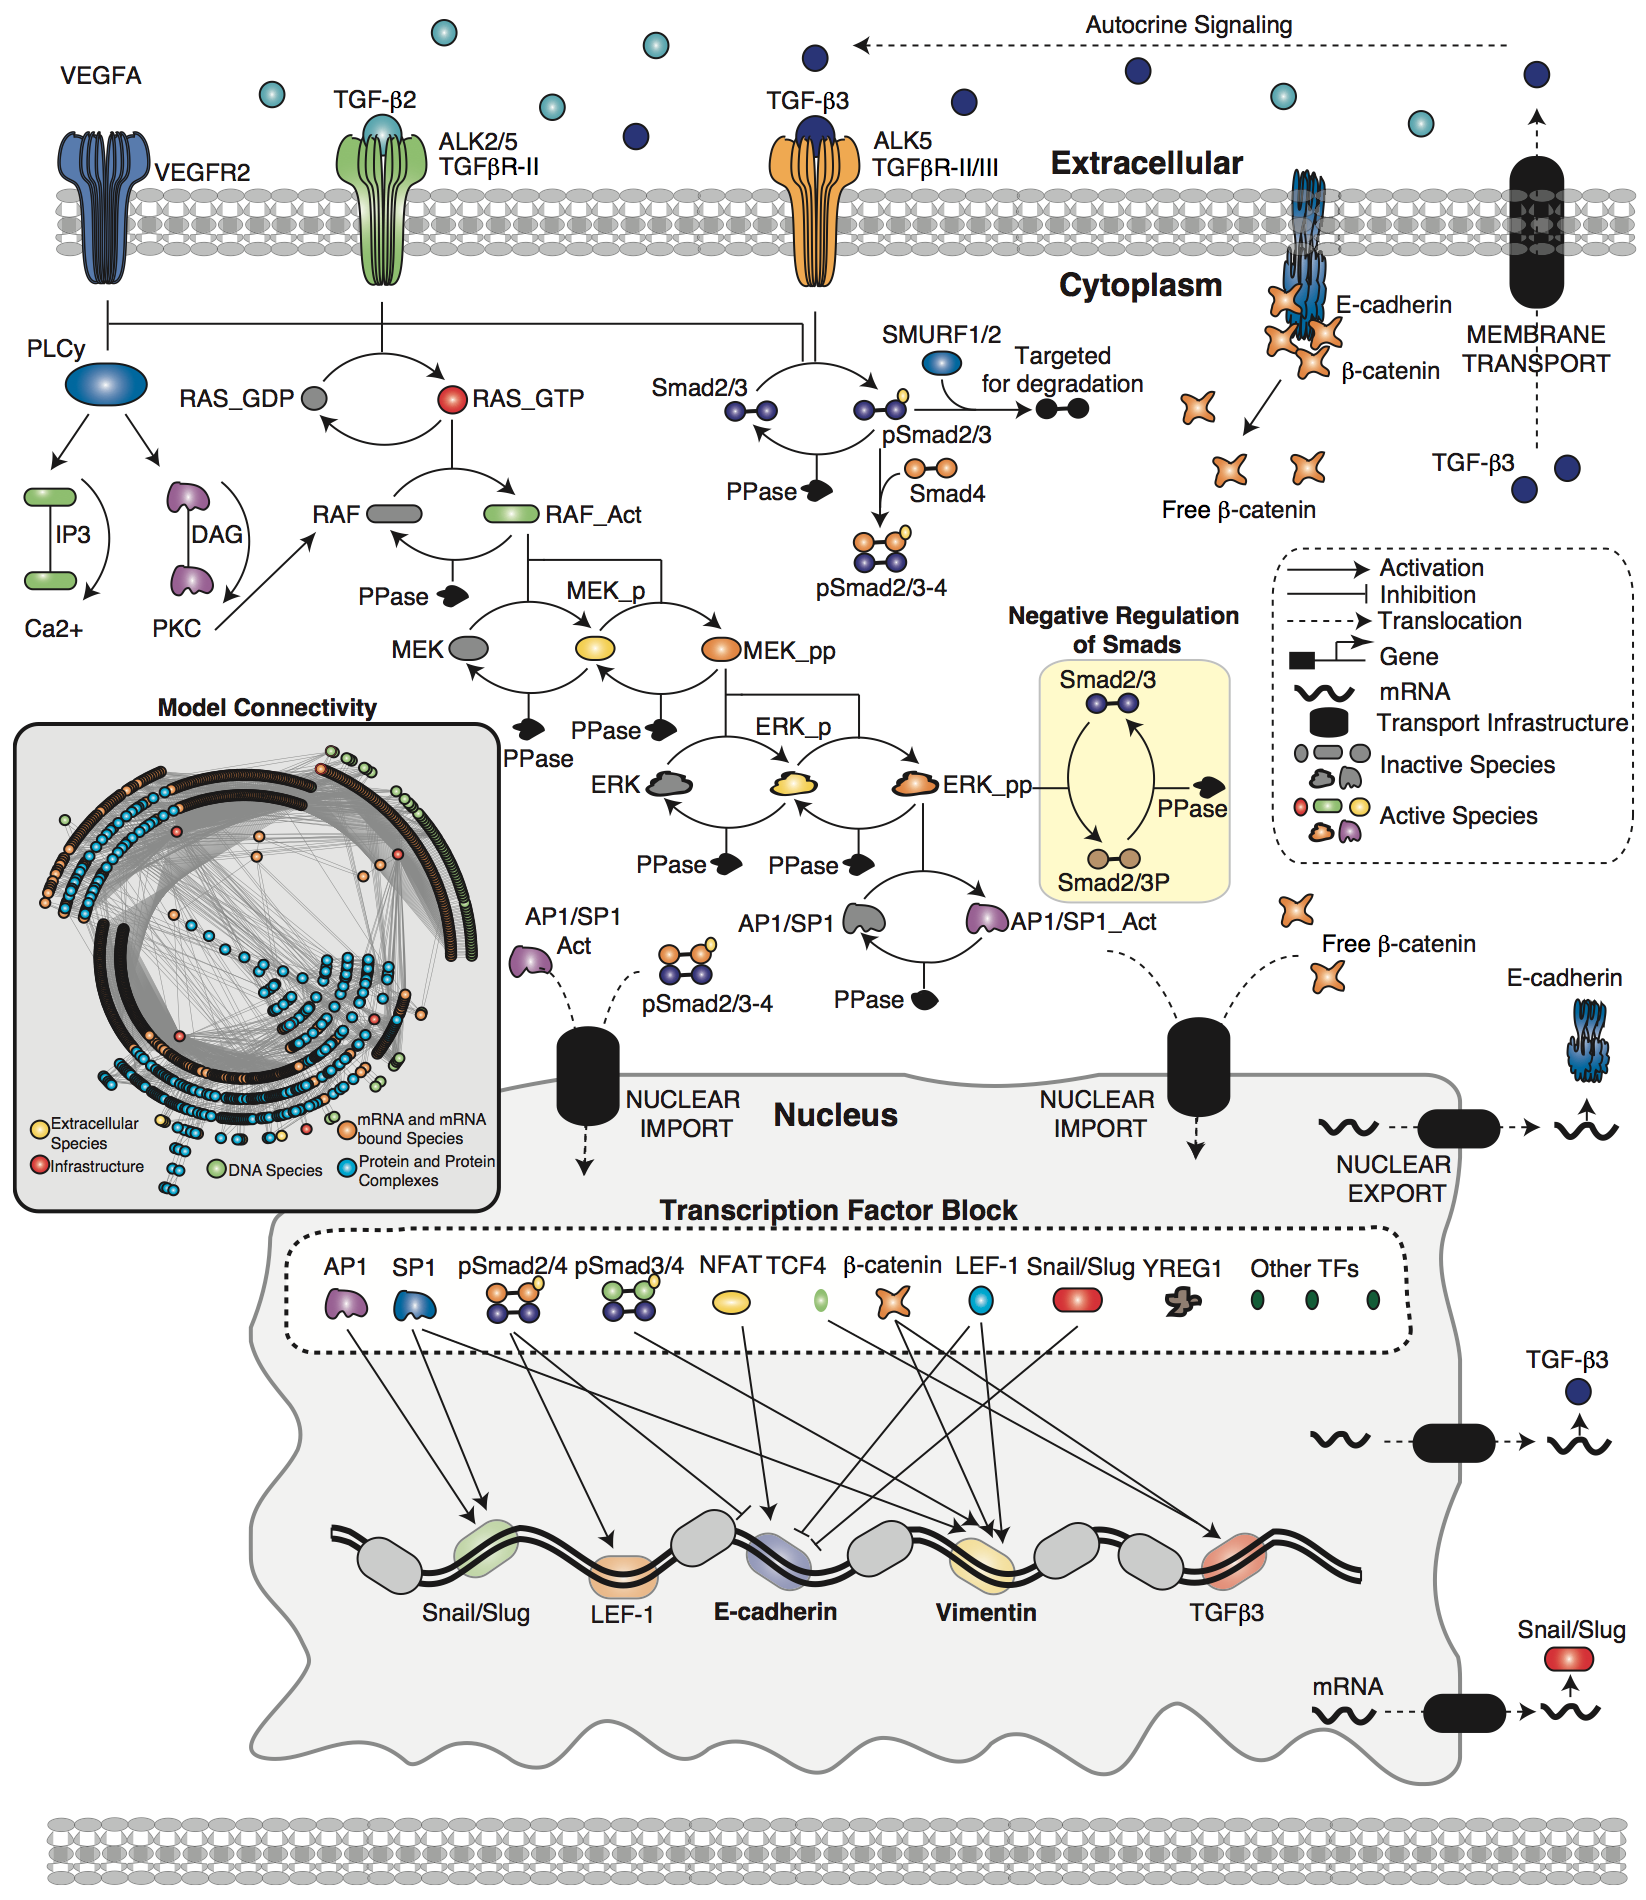 Autocrine Signaling
VEGFA
TGF-β2
TGF-β3
ALK2/5
TGFβR-II
ALK5
TGFβR-II/III
VEGFR2
Extracellular
Cytoplasm
E-cadherin
β-catenin
MEMBRANE
TRANSPORT
PLCy
SMURF1/2
Targeted
for degradation
RAS_GDP
RAS_GTP
Smad2/3
pSmad2/3
PPase
Smad4
pSmad2/3-4
Free β-catenin
TGF-β3
IP3
DAG
RAF
RAF_Act
PPase
Ca2+
PKC
MEK_p
MEK
MEK_pp
PPase
PPase
ERK_p
ERK
ERK_pp
PPase
PPase
Negative Regulation
of Smads
Smad2/3
PPase
Smad2/3P
Activation
Inhibition
Translocation
Gene
mRNA
Transport Infrastructure
Inactive Species
Active Species
Model Connectivity
Extracellular
Species
Infrastructure
DNA Species
mRNA and mRNA
bound Species
Protein and Protein
Complexes
AP1/SP1
Act
pSmad2/3-4
AP1/SP1
AP1/SP1_Act
PPase
Free β-catenin
E-cadherin
NUCLEAR
IMPORT
Nucleus
NUCLEAR
IMPORT
NUCLEAR
EXPORT
Transcription Factor Block
AP1
SP1
pSmad2/4
pSmad3/4
NFAT
TCF4
β-catenin
LEF-1
Snail/Slug
YREG1
Other TFs
TGF-β3
Snail/Slug
LEF-1
E-cadherin
Vimentin
TGFβ3
Snail/Slug
mRNA